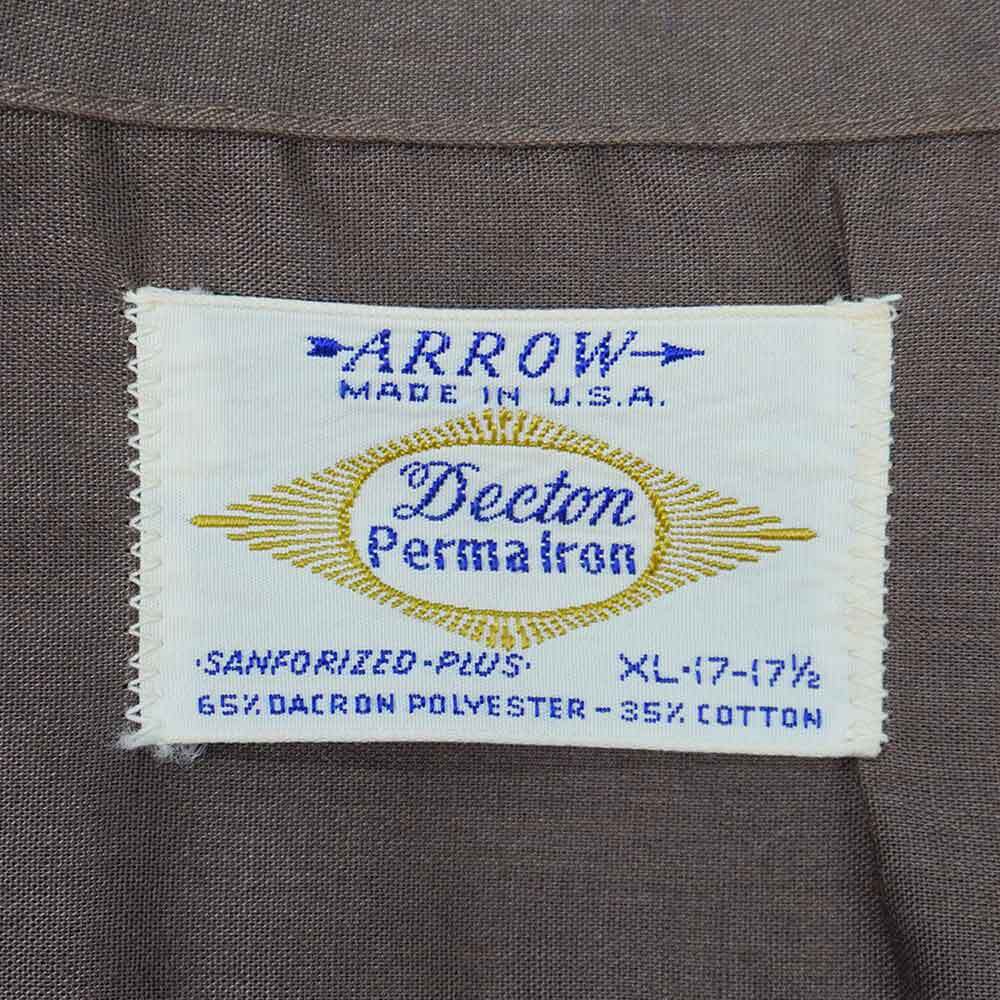 ARROW
MADE IN U.S.A.
Decton
Perma Iron
·SANFORIZED-PLUS· XL·17-17½
65% DACRON POLYESTER - 35% COTTON